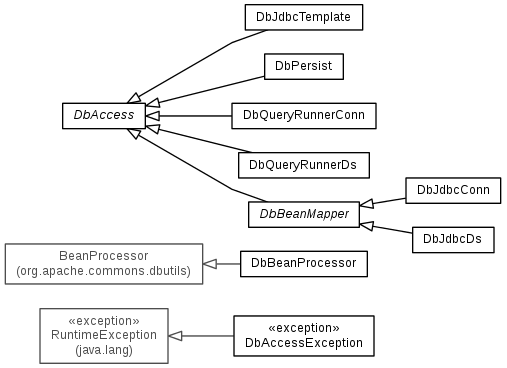 DbJdbcTemplate
DbPersist
DbAccess
DbQueryRunnerConn
DbQueryRunnerDs
DbJdbcConn
DbBeanMapper
DbJdbcDs
BeanProcessor
(org.apache.commons.dbutils)
DbBeanProcessor
«exception»
RuntimeException
(java.lang)
«exception»
DbAccessException